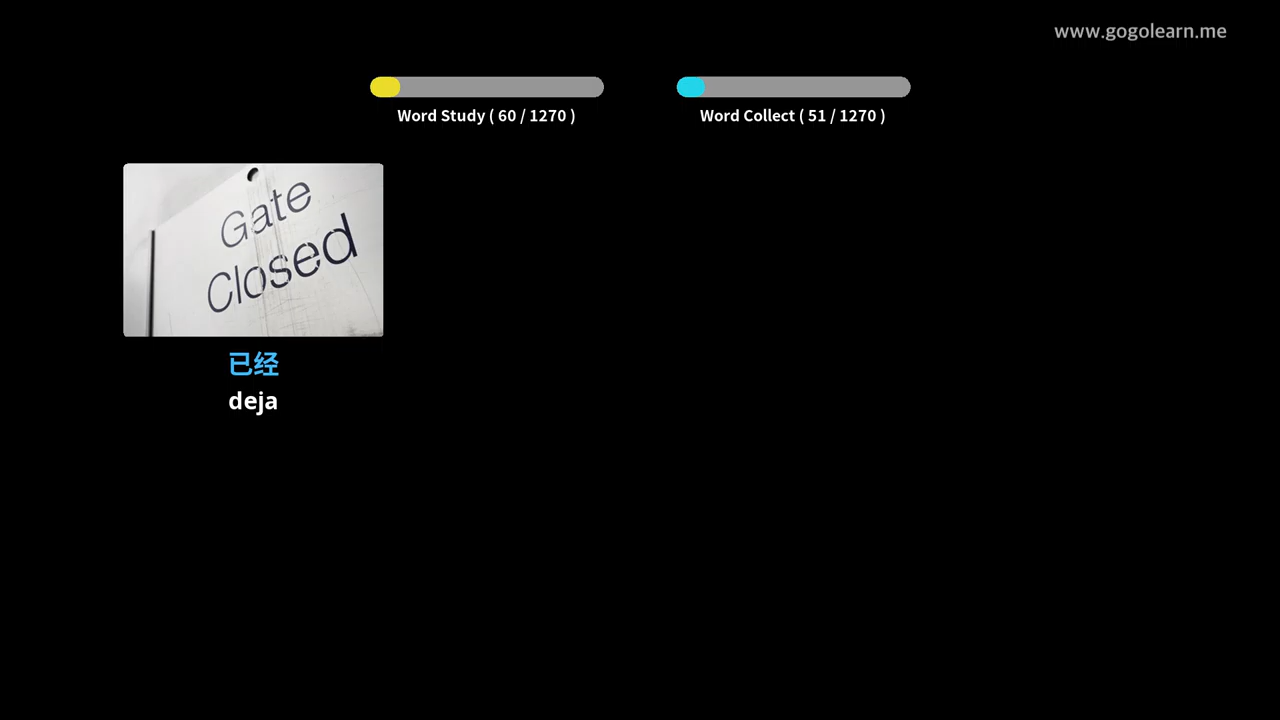 www.gogolearn.me
Word Study ( 60 / 1270 )
Word Collect ( 51 / 1270 )
Gate
Closed
已经
deja